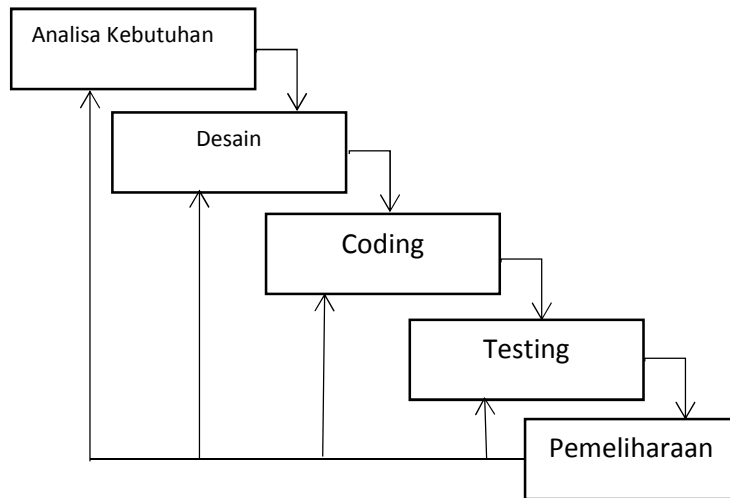 Analisa Kebutuhan
Desain
Coding
Testing
Pemeliharaan